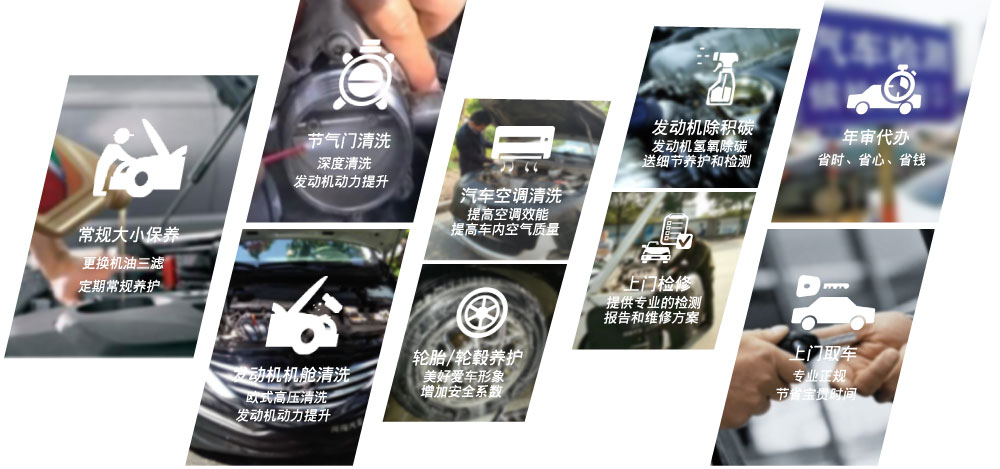 常规大小保养
更换机油三滤
定期常规养护
节气门清洗
深度清洗
发动机动力提升
发动机机舱清洗
欧式高压清洗
发动机动力提升
汽车空调清洗
提高空调效能
提高车内空气质量
轮胎/轮毂养护
美好爱车形象
增加安全系数
发动机除积碳
发动机氢氧除碳
送细节养护和检测
上门检修
提供专业的检测
报告和维修方案
汽车检测
年审代办
省时、省心、省钱
上门取车
专业正规
节省宝贵时间